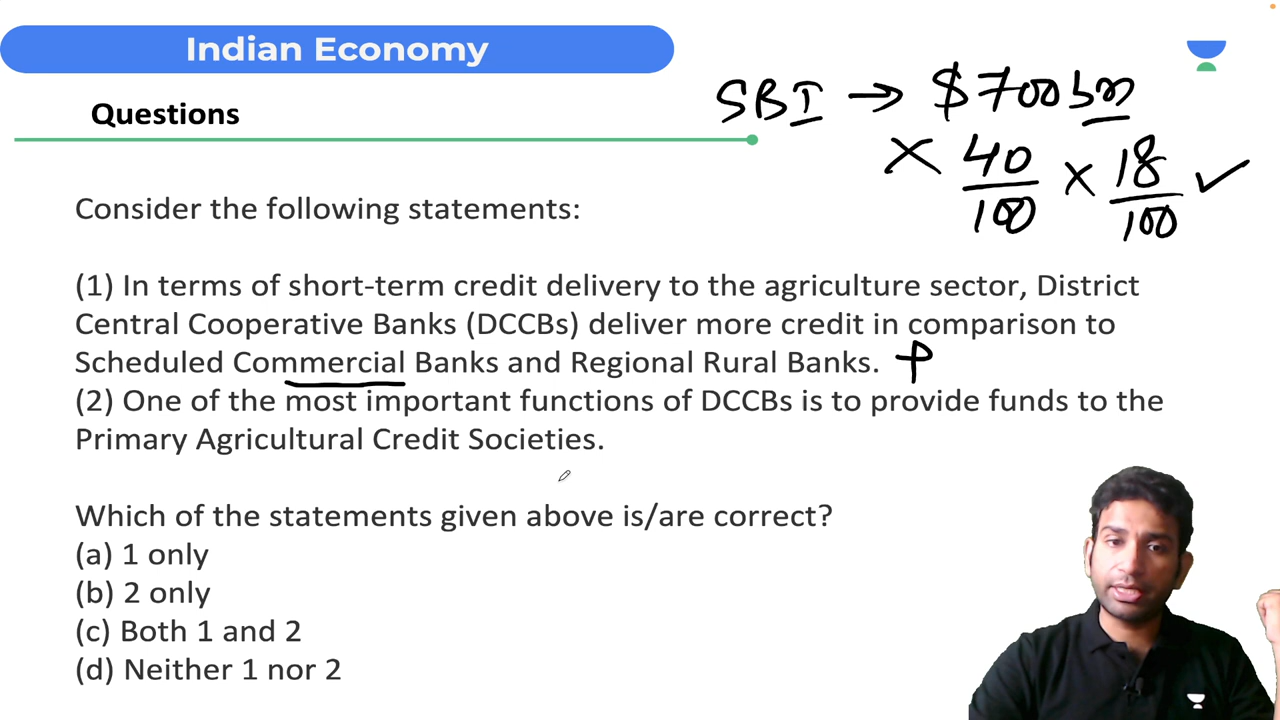 Indian Economy
Questions
SBI → $700bn
× 40/100 × 18/100 ✓
Consider the following statements:
(1) In terms of short-term credit delivery to the agriculture sector, District
Central Cooperative Banks (DCCBs) deliver more credit in comparison to
Scheduled Commercial Banks and Regional Rural Banks.
(2) One of the most important functions of DCCBs is to provide funds to the
Primary Agricultural Credit Societies.
Which of the statements given above is/are correct?
(a) 1 only
(b) 2 only
(c) Both 1 and 2
(d) Neither 1 nor 2